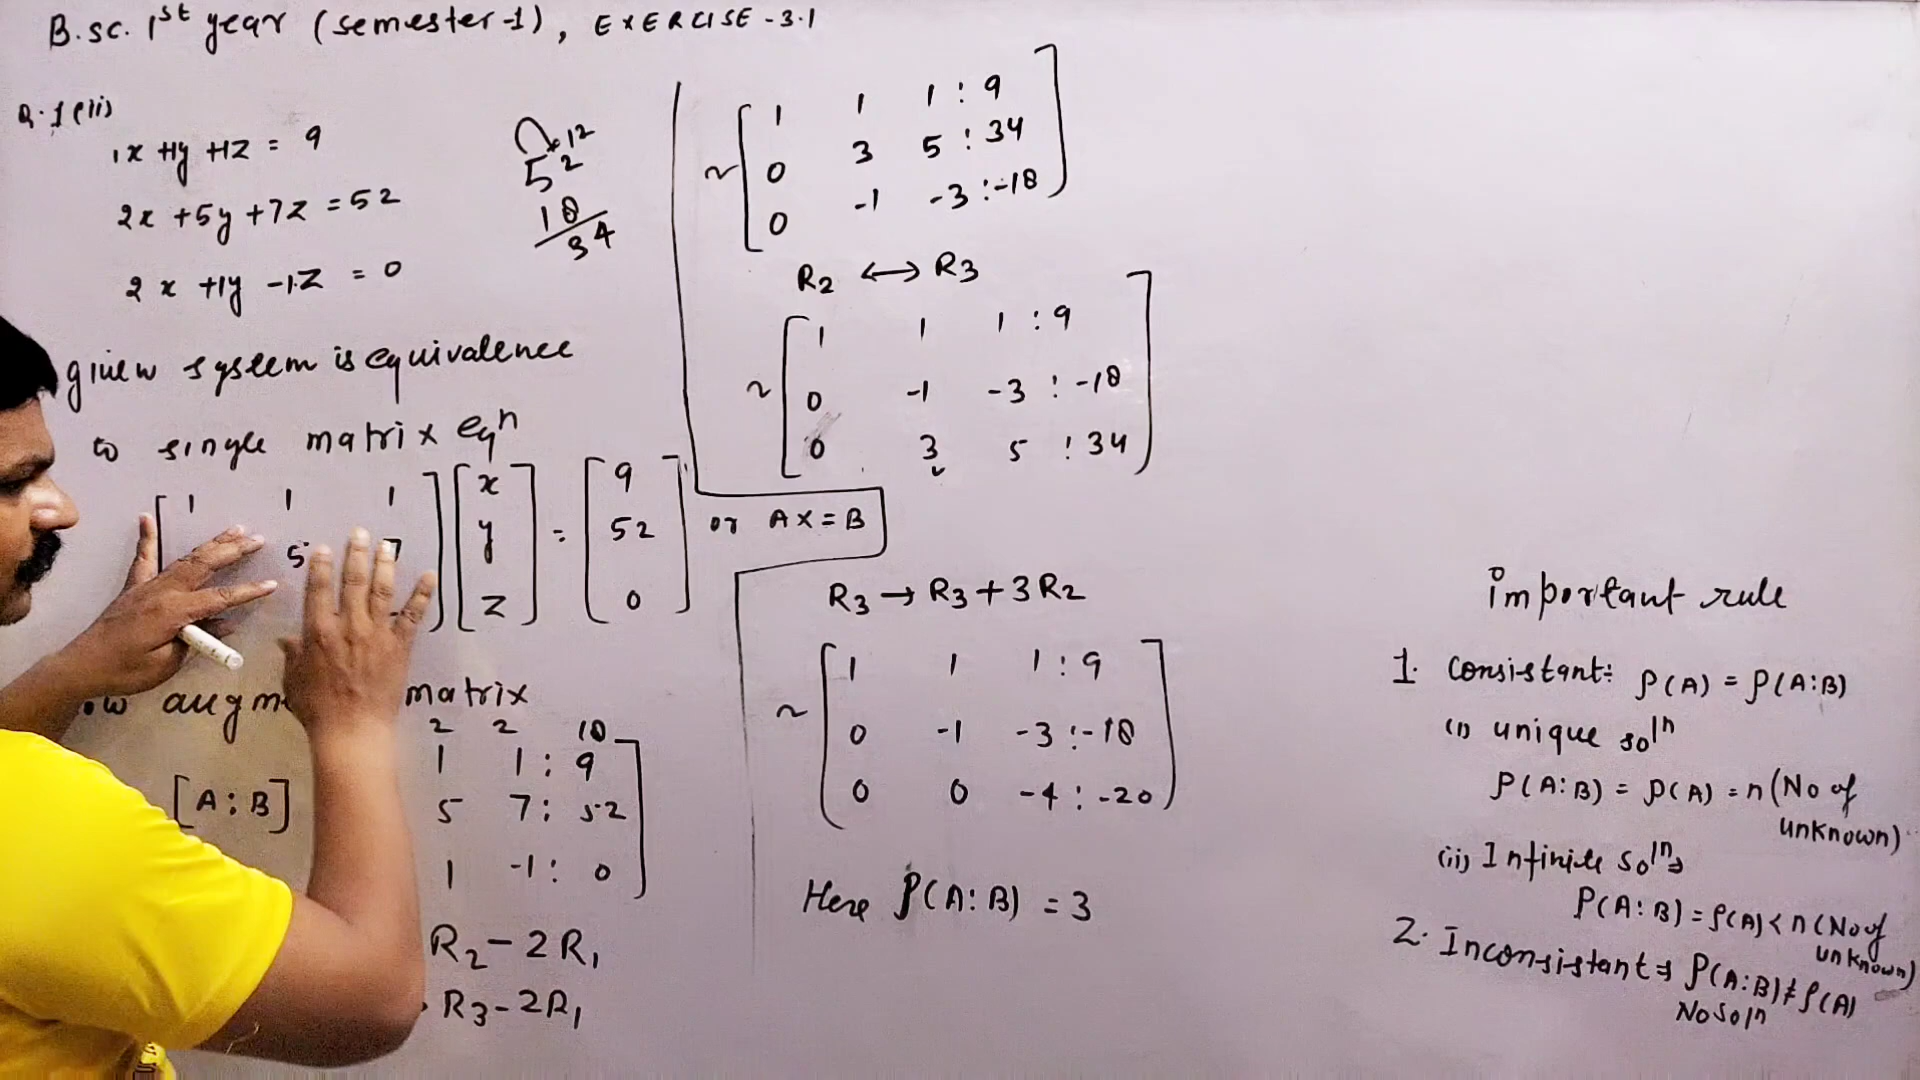 B.sc. 1st year (semester-1), EXERCISE-3.1
Q.1(ii)
1x +1y +1z = 9
2x +5y +7z = 52
2x +1y -1z = 0
12
52
18
34
given system is equivalence
to single matrix eqn
1 1 1
5 7
x
y
z
=
9
52
0
or AX=B
augm
matrix
2 2 18
[A:B]
1 1 : 9
5 7 : 52
1 -1 : 0
R2 - 2R1
R3 - 2R1
~
1 1 1 : 9
0 3 5 : 34
0 -1 -3 : -18
R2 ↔ R3
~
1 1 1 : 9
0 -1 -3 : -18
0 3 5 : 34
R3 → R3 + 3R2
~
1 1 1 : 9
0 -1 -3 : -18
0 0 -4 : -20
Here ρ(A:B) = 3
important rule
1. consistant: ρ(A) = ρ(A:B)
(i) unique soln
ρ(A:B) = ρ(A) = n (No of
unknown)
(ii) Infinite solns
ρ(A:B) = ρ(A) < n (No of
unknown)
2. Inconsistant ρ(A:B) ≠ ρ(A)
No soln